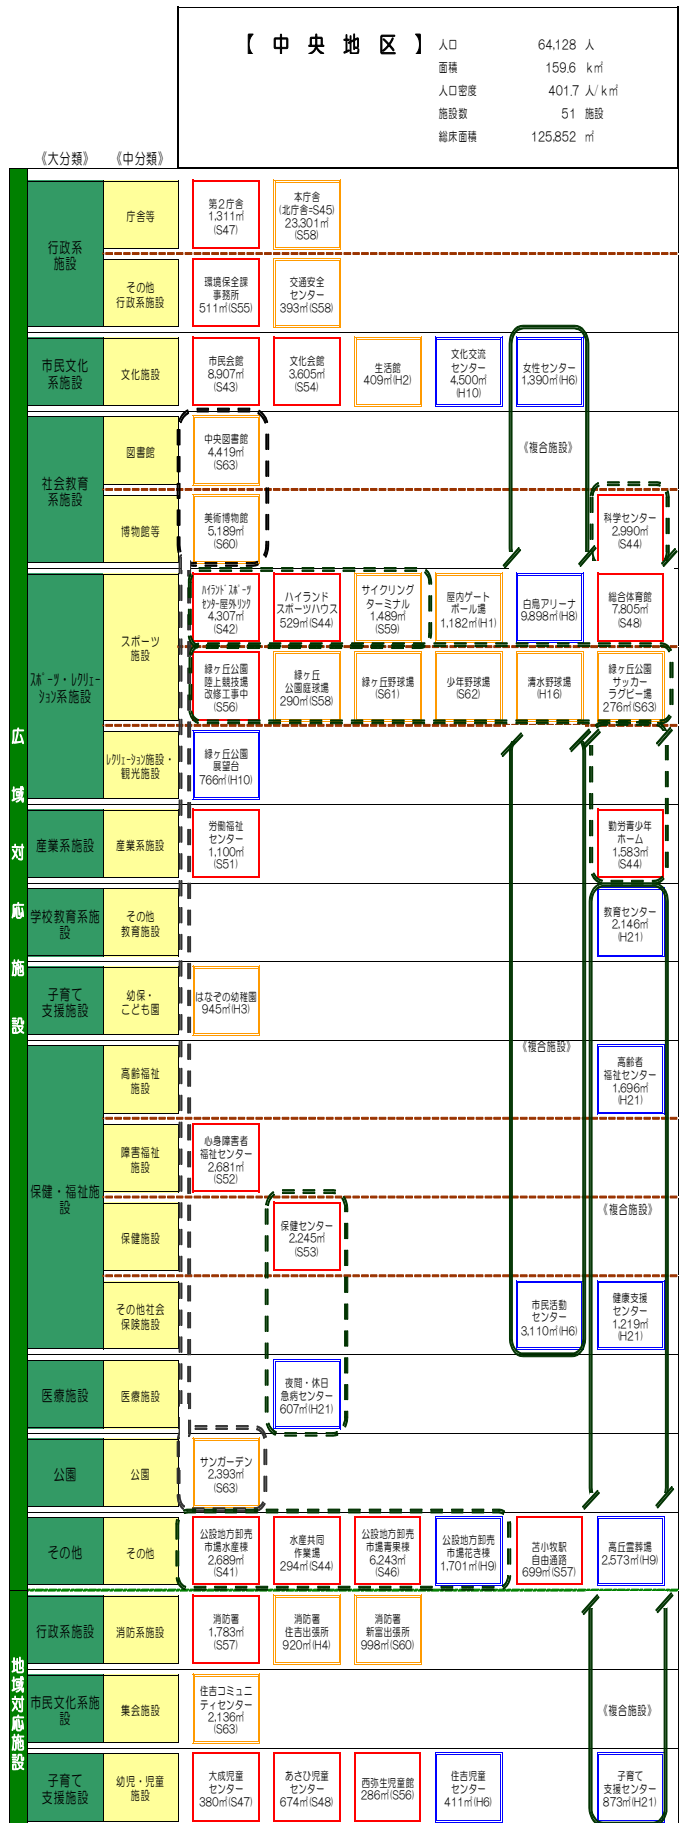 【 中 央 地 区 】
人口 64,128 人
面積 159.6 k㎡
人口密度 401.7 人/k㎡
施設数 51 施設
総床面積 125,852 ㎡
《大分類》 《中分類》
広域対応施設
行政系
施設
庁舎等
第2庁舎
1,311㎡
(S47)
本庁舎
(北庁舎=S45)
23,301㎡
(S58)
その他
行政系施設
環境保全課
事務所
511㎡(S55)
交通安全
センター
393㎡(S58)
市民文化
系施設
文化施設
市民会館
8,907㎡
(S43)
文化会館
3,605㎡
(S54)
生活館
409㎡(H2)
文化交流
センター
4,500㎡
(H10)
女性センター
1,390㎡(H6)
《複合施設》
社会教育
系施設
図書館
中央図書館
4,419㎡
(S63)
博物館等
美術博物館
5,189㎡
(S60)
科学センター
2,990㎡
(S44)
スポーツ・レクリエー
ション系施設
スポーツ
施設
ハイランドスポーツ
センター屋外リンク
4,307㎡
(S42)
ハイランド
スポーツハウス
529㎡(S44)
サイクリング
ターミナル
1,489㎡
(S59)
屋内ゲート
ボール場
1,182㎡(H1)
白鳥アリーナ
9,898㎡(H8)
総合体育館
7,805㎡
(S48)
緑ヶ丘公園
陸上競技場
改修工事中
(S56)
緑ヶ丘
公園庭球場
290㎡(S58)
緑ヶ丘野球場
(S61)
少年野球場
(S62)
清水野球場
(H16)
緑ヶ丘公園
サッカー
ラグビー場
276㎡(S63)
レクリエーション施設・
観光施設
緑ヶ丘公園
展望台
766㎡(H10)
産業系施設
産業系施設
労働福祉
センター
1,100㎡
(S51)
勤労青少年
ホーム
1,583㎡
(S44)
学校教育系施
設
その他
教育施設
教育センター
2,146㎡
(H21)
子育て
支援施設
幼保・
こども園
はなぞの幼稚園
945㎡(H3)
保健・福祉施
設
高齢福祉
施設
《複合施設》
高齢者
福祉センター
1,696㎡
(H21)
障害福祉
施設
心身障害者
福祉センター
2,681㎡
(S52)
保健施設
保健センター
2,245㎡
(S53)
《複合施設》
その他社会
保険施設
市民活動
センター
3,110㎡(H6)
健康支援
センター
1,219㎡
(H21)
医療施設
医療施設
夜間・休日
急病センター
607㎡(H21)
公園
公園
サンガーデン
2,393㎡
(S63)
その他
その他
公設地方卸売
市場水産棟
2,689㎡
(S41)
水産共同
作業場
294㎡(S44)
公設地方卸売
市場青果棟
6,243㎡
(S46)
公設地方卸売
市場花き棟
1,701㎡(H9)
苫小牧駅
自由通路
699㎡(S57)
高丘霊葬場
2,573㎡(H9)
地域対応施設
行政系施設
消防系施設
消防署
1,783㎡
(S57)
消防署
住吉出張所
920㎡(H4)
消防署
新富出張所
998㎡(S60)
市民文化系施
設
集会施設
住吉コミュニ
ティセンター
2,136㎡
(S63)
《複合施設》
子育て
支援施設
幼児・児童
施設
大成児童
センター
380㎡(S47)
あさひ児童
センター
674㎡(S48)
西弥生児童館
286㎡(S56)
住吉児童
センター
411㎡(H6)
子育て
支援センター
873㎡(H21)